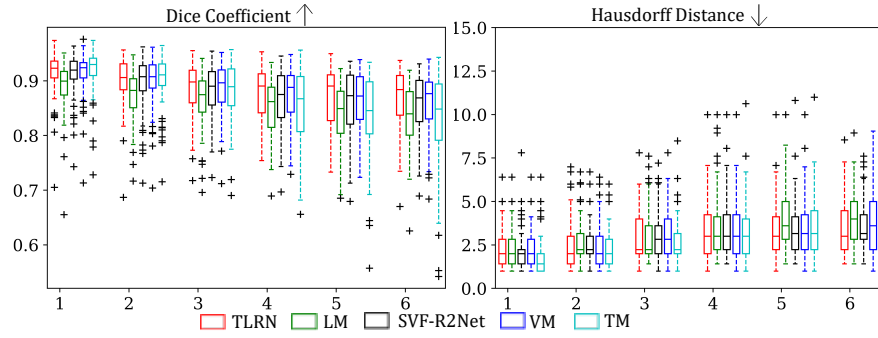 Dice Coefficient ↑
Hausdorff Distance ↓
0.9
0.8
0.7
0.6
1 2 3 4 5 6
15.0
12.5
10.0
7.5
5.0
2.5
0.0
1 2 3 4 5 6
TLRN LM SVF-R2Net VM TM